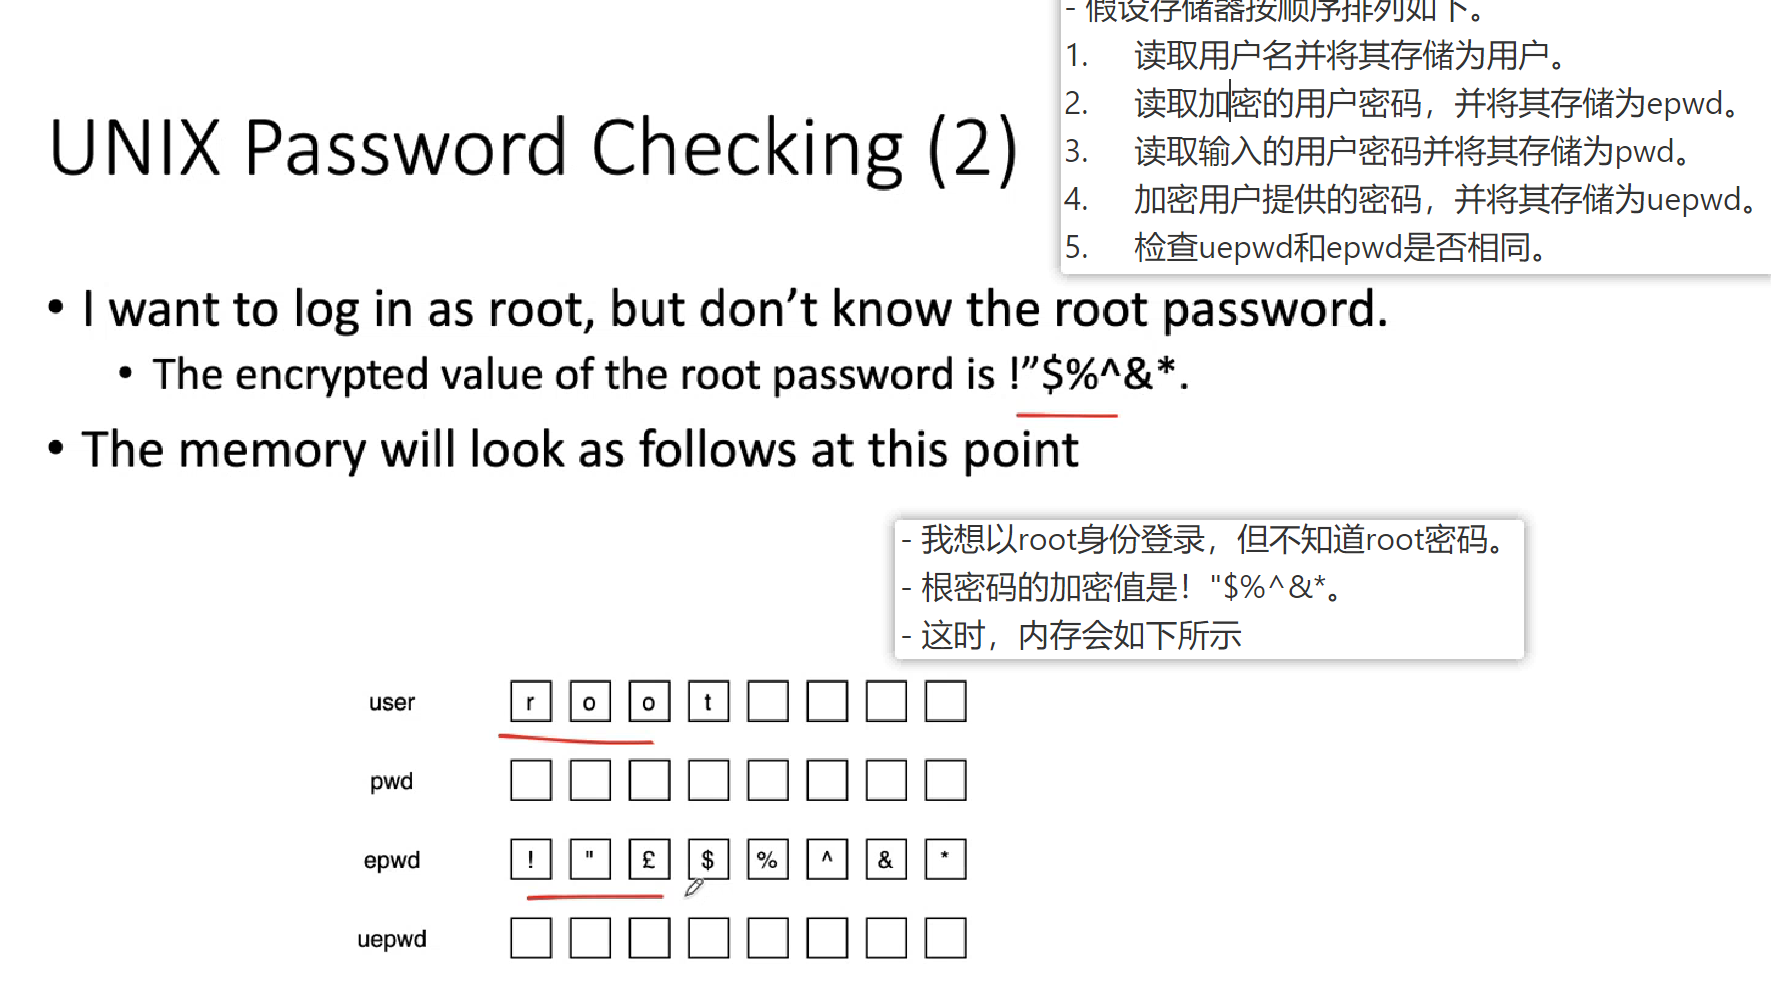 - 假设存储器按顺序排列如下。
1. 读取用户名并将其存储为用户。
2. 读取加密的用户密码，并将其存储为epwd。
3. 读取输入的用户密码并将其存储为pwd。
4. 加密用户提供的密码，并将其存储为uepwd。
5. 检查uepwd和epwd是否相同。
UNIX Password Checking (2)
• I want to log in as root, but don’t know the root password.
• The encrypted value of the root password is !”$%^&*.
• The memory will look as follows at this point
- 我想以root身份登录，但不知道root密码。
- 根密码的加密值是！"$%^&*。
- 这时，内存会如下所示
user r o o t
pwd
epwd ! " £ $ % ^ & *
uepwd